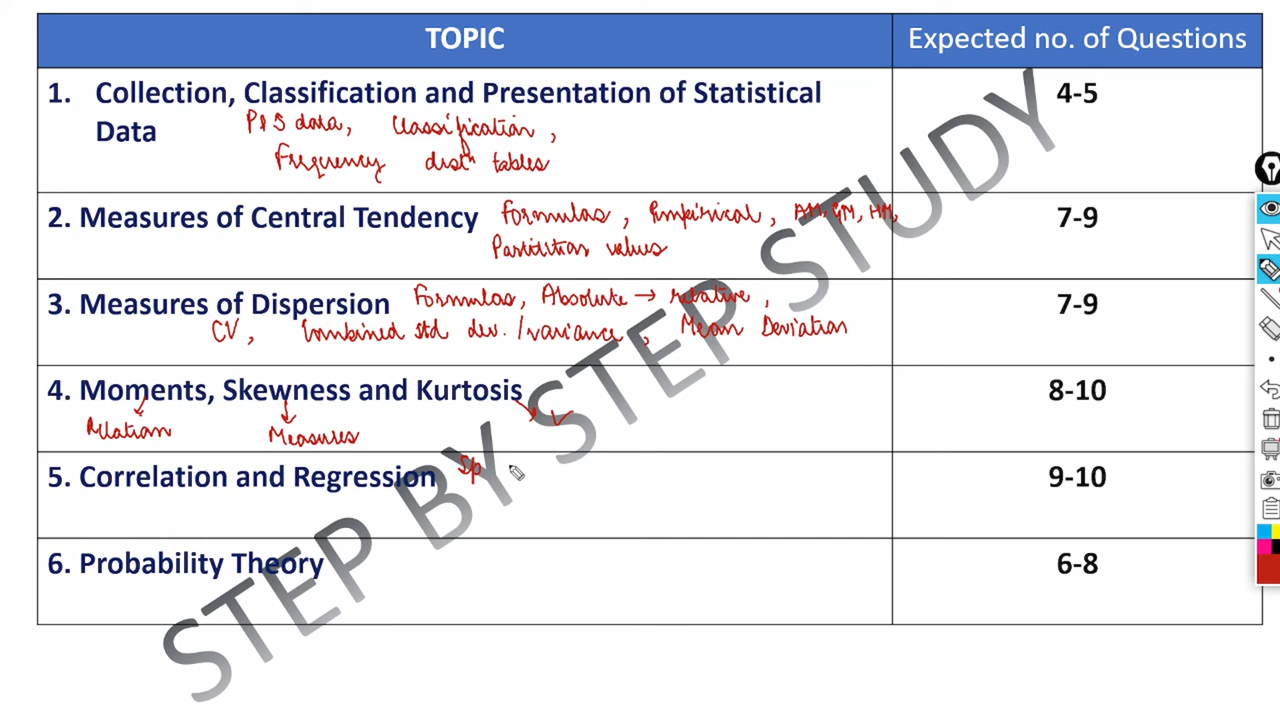 TOPIC
Expected no. of Questions
1. Collection, Classification and Presentation of Statistical
Data
4-5
P & S data, Classification,
Frequency distn tables
2. Measures of Central Tendency
7-9
Formulas, Empirical, AM, GM, HM,
Partition values
3. Measures of Dispersion
7-9
Formulas, Absolute → relative,
CV, Combined std dev./variance, Mean Deviation
4. Moments, Skewness and Kurtosis
8-10
Relation
Measures
5. Correlation and Regression
9-10
Sp
6. Probability Theory
6-8
STEP BY STEP STUDY